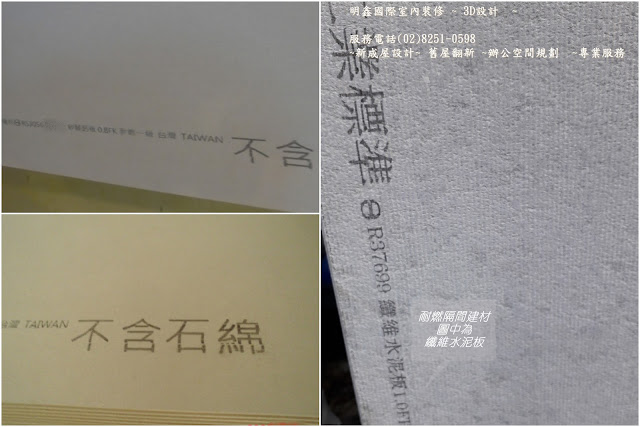 台灣 TAIWAN 不含
TAIWAN 不含石綿
明鑫國際室內裝修 - 3D設計 -
服務電話(02)8251-0598
-新成屋設計- 舊屋翻新 -辦公空間規劃 -專業服務
業標準 R37699 纖維水泥板1.0FT
耐燃隔間建材
圖中為
纖維水泥板